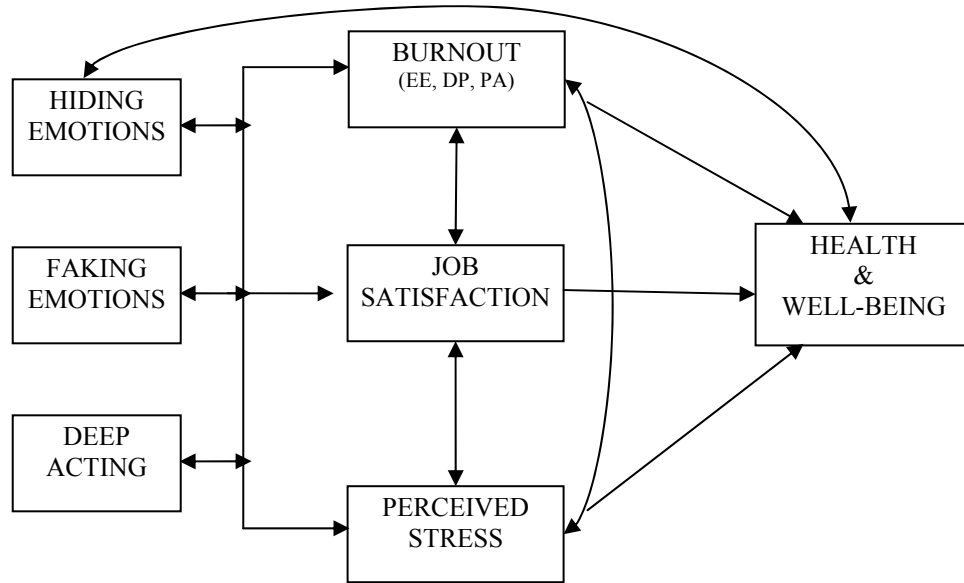 HIDING
EMOTIONS
FAKING
EMOTIONS
DEEP
ACTING
BURNOUT
(EE, DP, PA)
JOB
SATISFACTION
PERCEIVED
STRESS
HEALTH
&
WELL-BEING